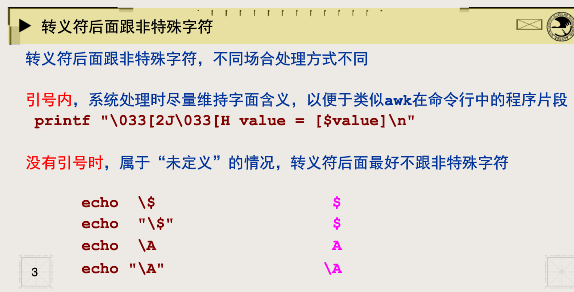 转义符后面跟非特殊字符
转义符后面跟非特殊字符，不同场合处理方式不同
引号内，系统处理时尽量维持字面含义，以便于类似awk在命令行中的程序片段
printf "\033[2J\033[H value = [$value]\n"
没有引号时，属于“未定义”的情况，转义符后面最好不跟非特殊字符
echo \$ $
echo "\$" $
echo \A A
echo "\A" \A
3